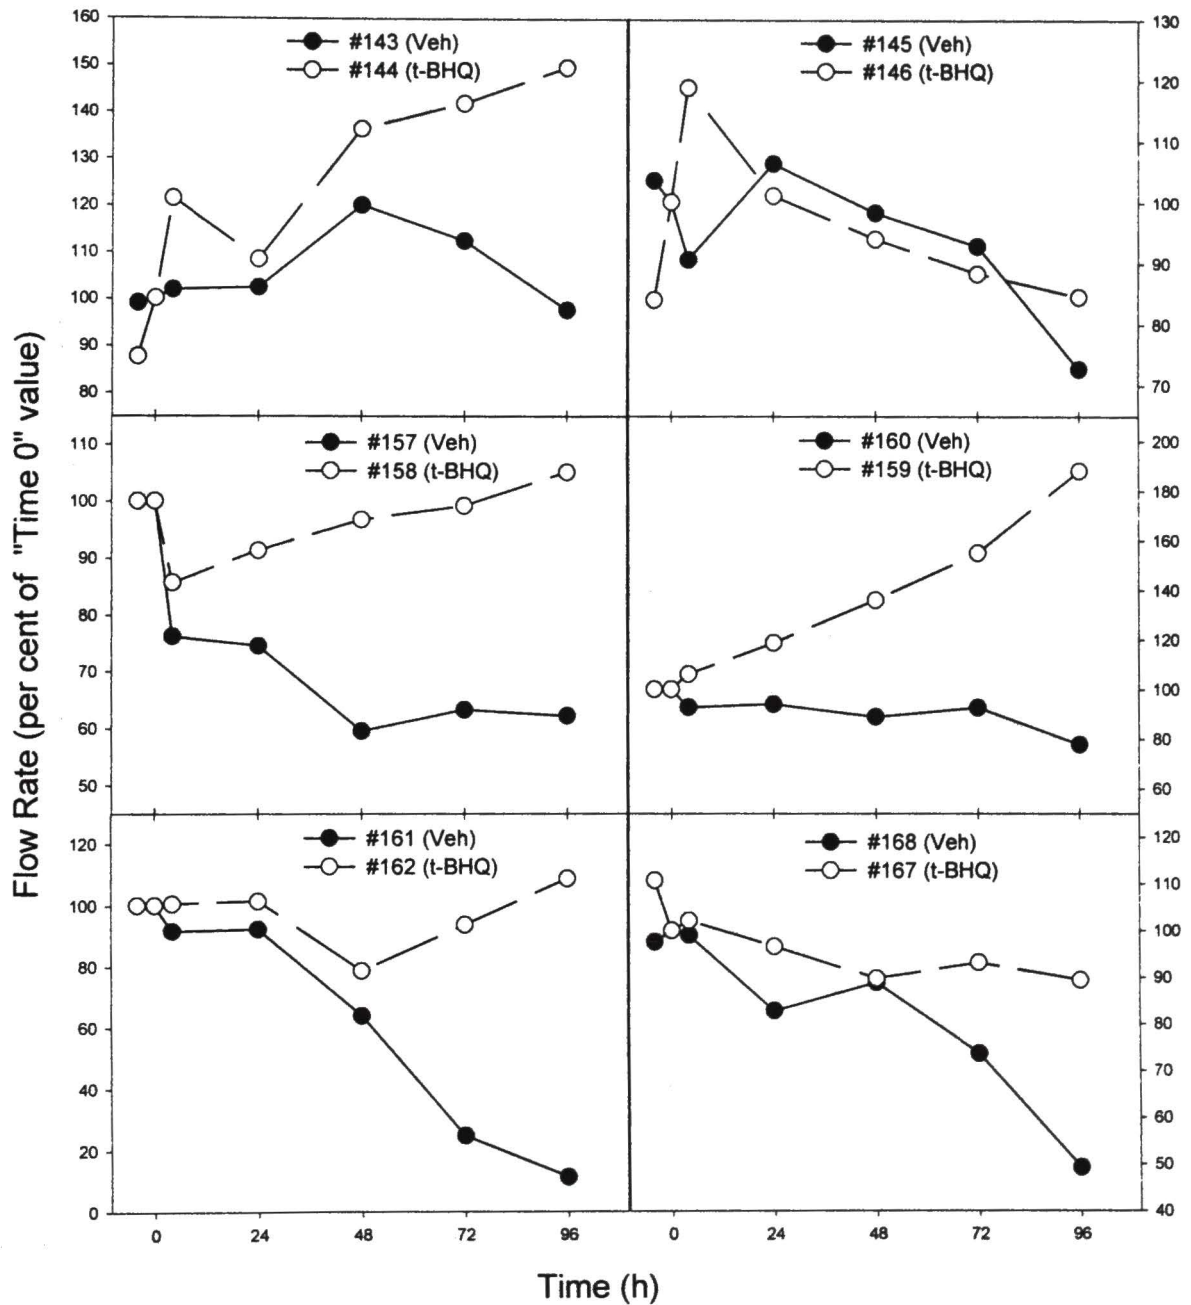 Flow Rate (per cent of "Time 0" value)
#143 (Veh)
#144 (t-BHQ)
160
150
140
130
120
110
100
90
80
#145 (Veh)
#146 (t-BHQ)
130
120
110
100
90
80
70
#157 (Veh)
#158 (t-BHQ)
110
100
90
80
70
60
50
#160 (Veh)
#159 (t-BHQ)
200
180
160
140
120
100
80
60
#161 (Veh)
#162 (t-BHQ)
120
100
80
60
40
20
0
#168 (Veh)
#167 (t-BHQ)
120
110
100
90
80
70
60
50
40
0 24 48 72 96
0 24 48 72 96
Time (h)